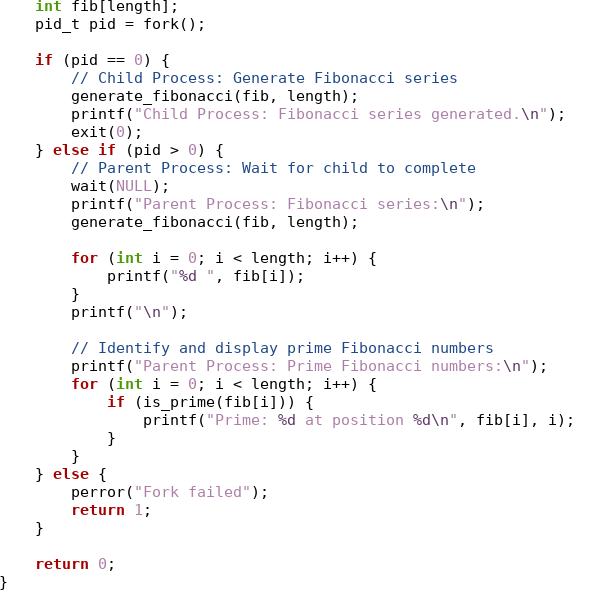 int fib[length];
    pid_t pid = fork();

    if (pid == 0) {
        // Child Process: Generate Fibonacci series
        generate_fibonacci(fib, length);
        printf("Child Process: Fibonacci series generated.\n");
        exit(0);
    } else if (pid > 0) {
        // Parent Process: Wait for child to complete
        wait(NULL);
        printf("Parent Process: Fibonacci series:\n");
        generate_fibonacci(fib, length);

        for (int i = 0; i < length; i++) {
            printf("%d ", fib[i]);
        }
        printf("\n");

        // Identify and display prime Fibonacci numbers
        printf("Parent Process: Prime Fibonacci numbers:\n");
        for (int i = 0; i < length; i++) {
            if (is_prime(fib[i])) {
                printf("Prime: %d at position %d\n", fib[i], i);
            }
        }
    } else {
        perror("Fork failed");
        return 1;
    }

    return 0;
}